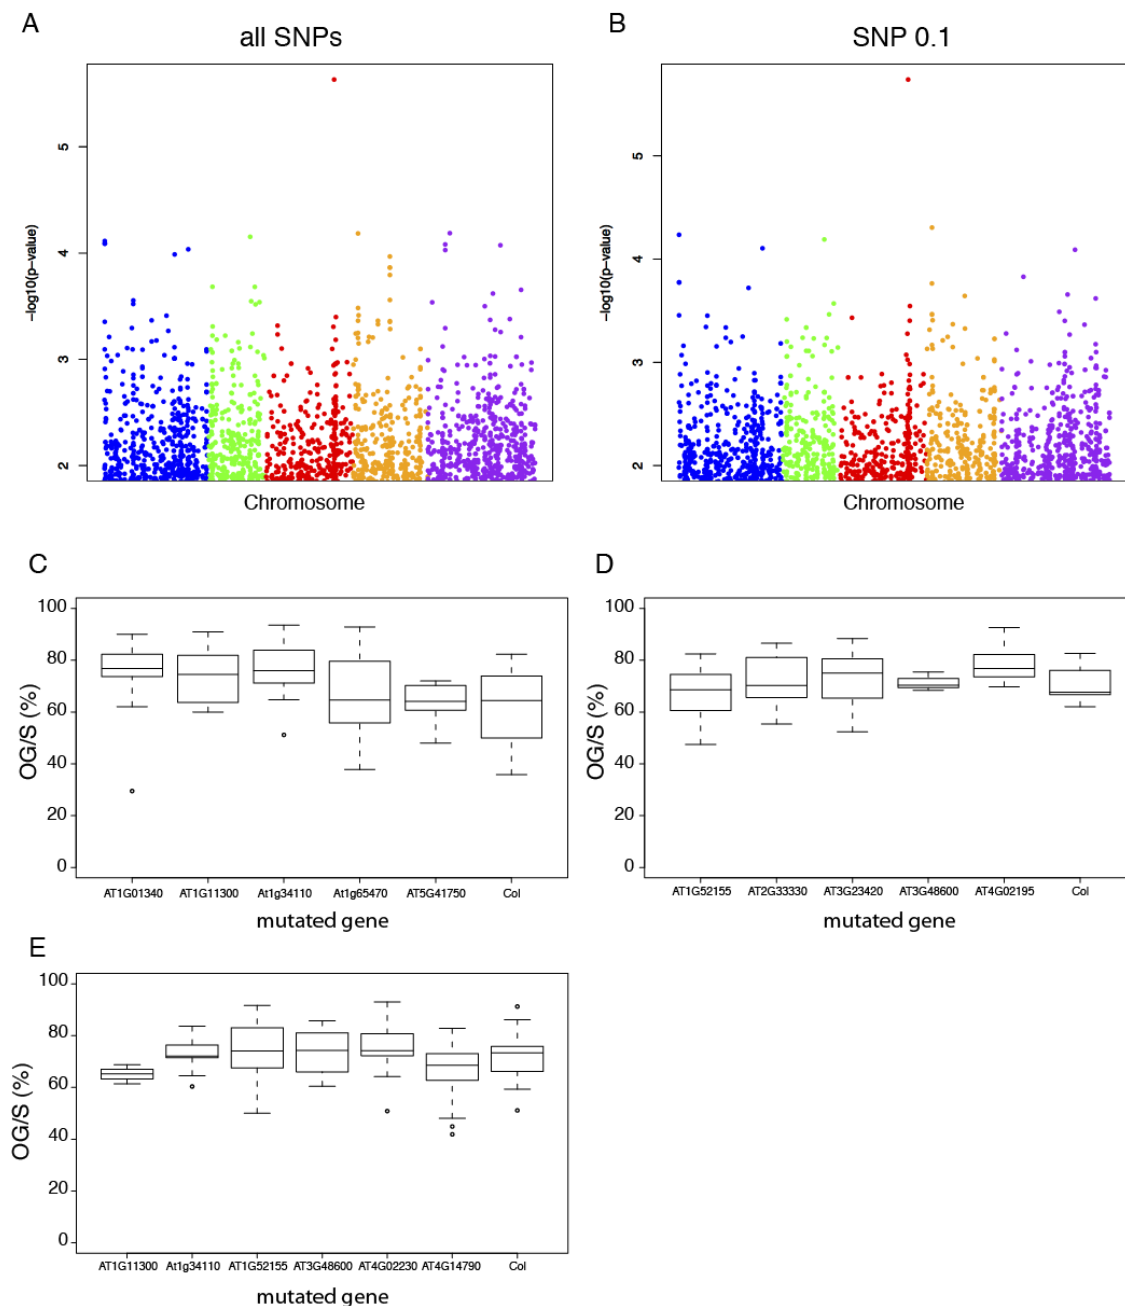 A
all SNPs
B
SNP 0.1
5
4
3
2
−log10(p−value)
Chromosome
5
4
3
2
−log10(p−value)
Chromosome
C
100
80
60
40
20
0
OG/S (%)
AT1G01340 AT1G11300 At1g34110 At1g65470 AT5G41750 Col
mutated gene
D
100
80
60
40
20
0
OG/S (%)
AT1G52155 AT2G33330 AT3G23420 AT3G48600 AT4G02195 Col
mutated gene
E
100
80
60
40
20
0
OG/S (%)
AT1G11300 At1g34110 AT1G52155 AT3G48600 AT4G02230 AT4G14790 Col
mutated gene